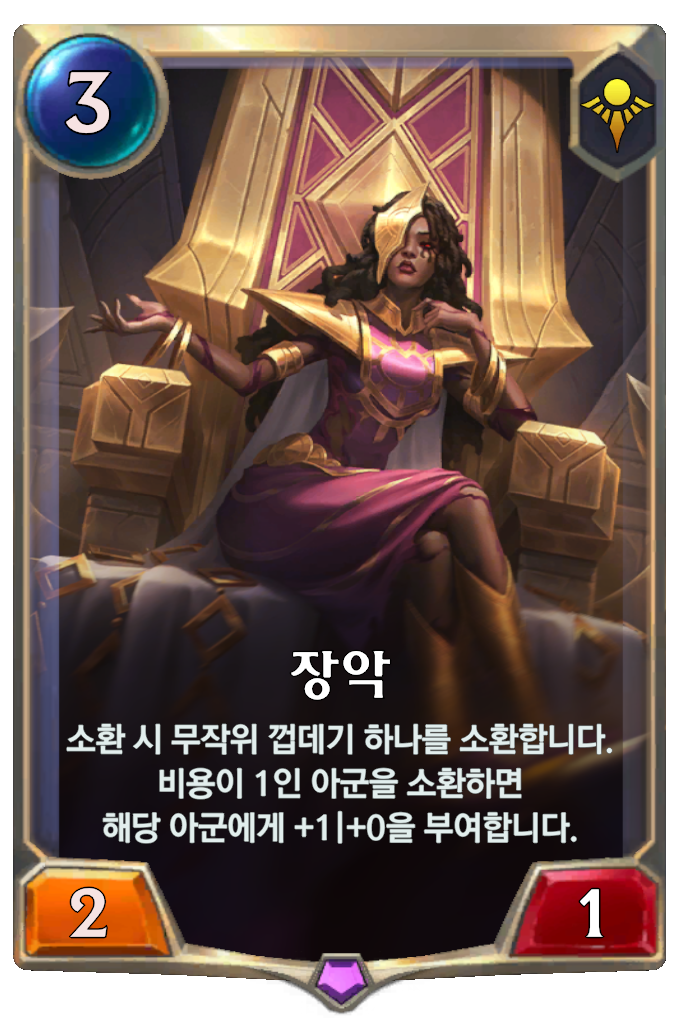 3
장악
소환 시 무작위 껍데기 하나를 소환합니다.
비용이 1인 아군을 소환하면
해당 아군에게 +1|+0을 부여합니다.
2
1